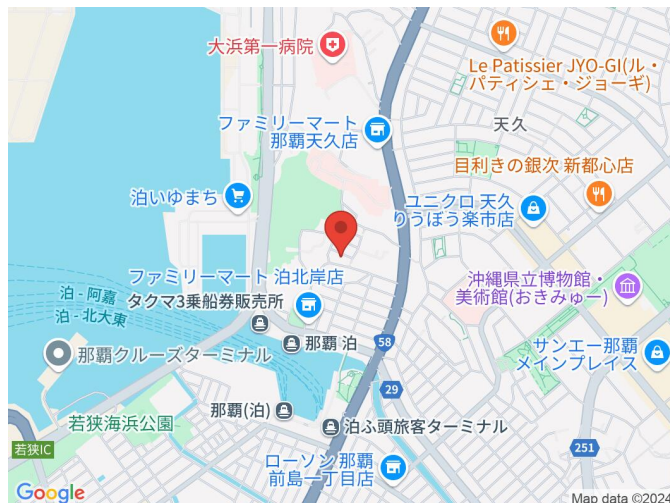 大浜第一病院
Le Patissier JYO-GI(ル・
パティシェ・ジョーギ)
ファミリーマート
那覇天久店
天久
目利きの銀次 新都心店
泊いゆまち
ユニクロ 天久
りうぼう楽市店
ファミリーマート 泊北岸店
沖縄県立博物館・
美術館(おきみゅー)
タクマ3乗船券販売所
泊 - 阿嘉
泊 - 北大東
那覇 泊
58
サンエー那覇
メインプレイス
那覇クルーズターミナル
29
那覇(泊)
若狭海浜公園
泊ふ頭旅客ターミナル
若狭IC
251
ローソン 那覇
前島一丁目店
Google
Map data ©2024